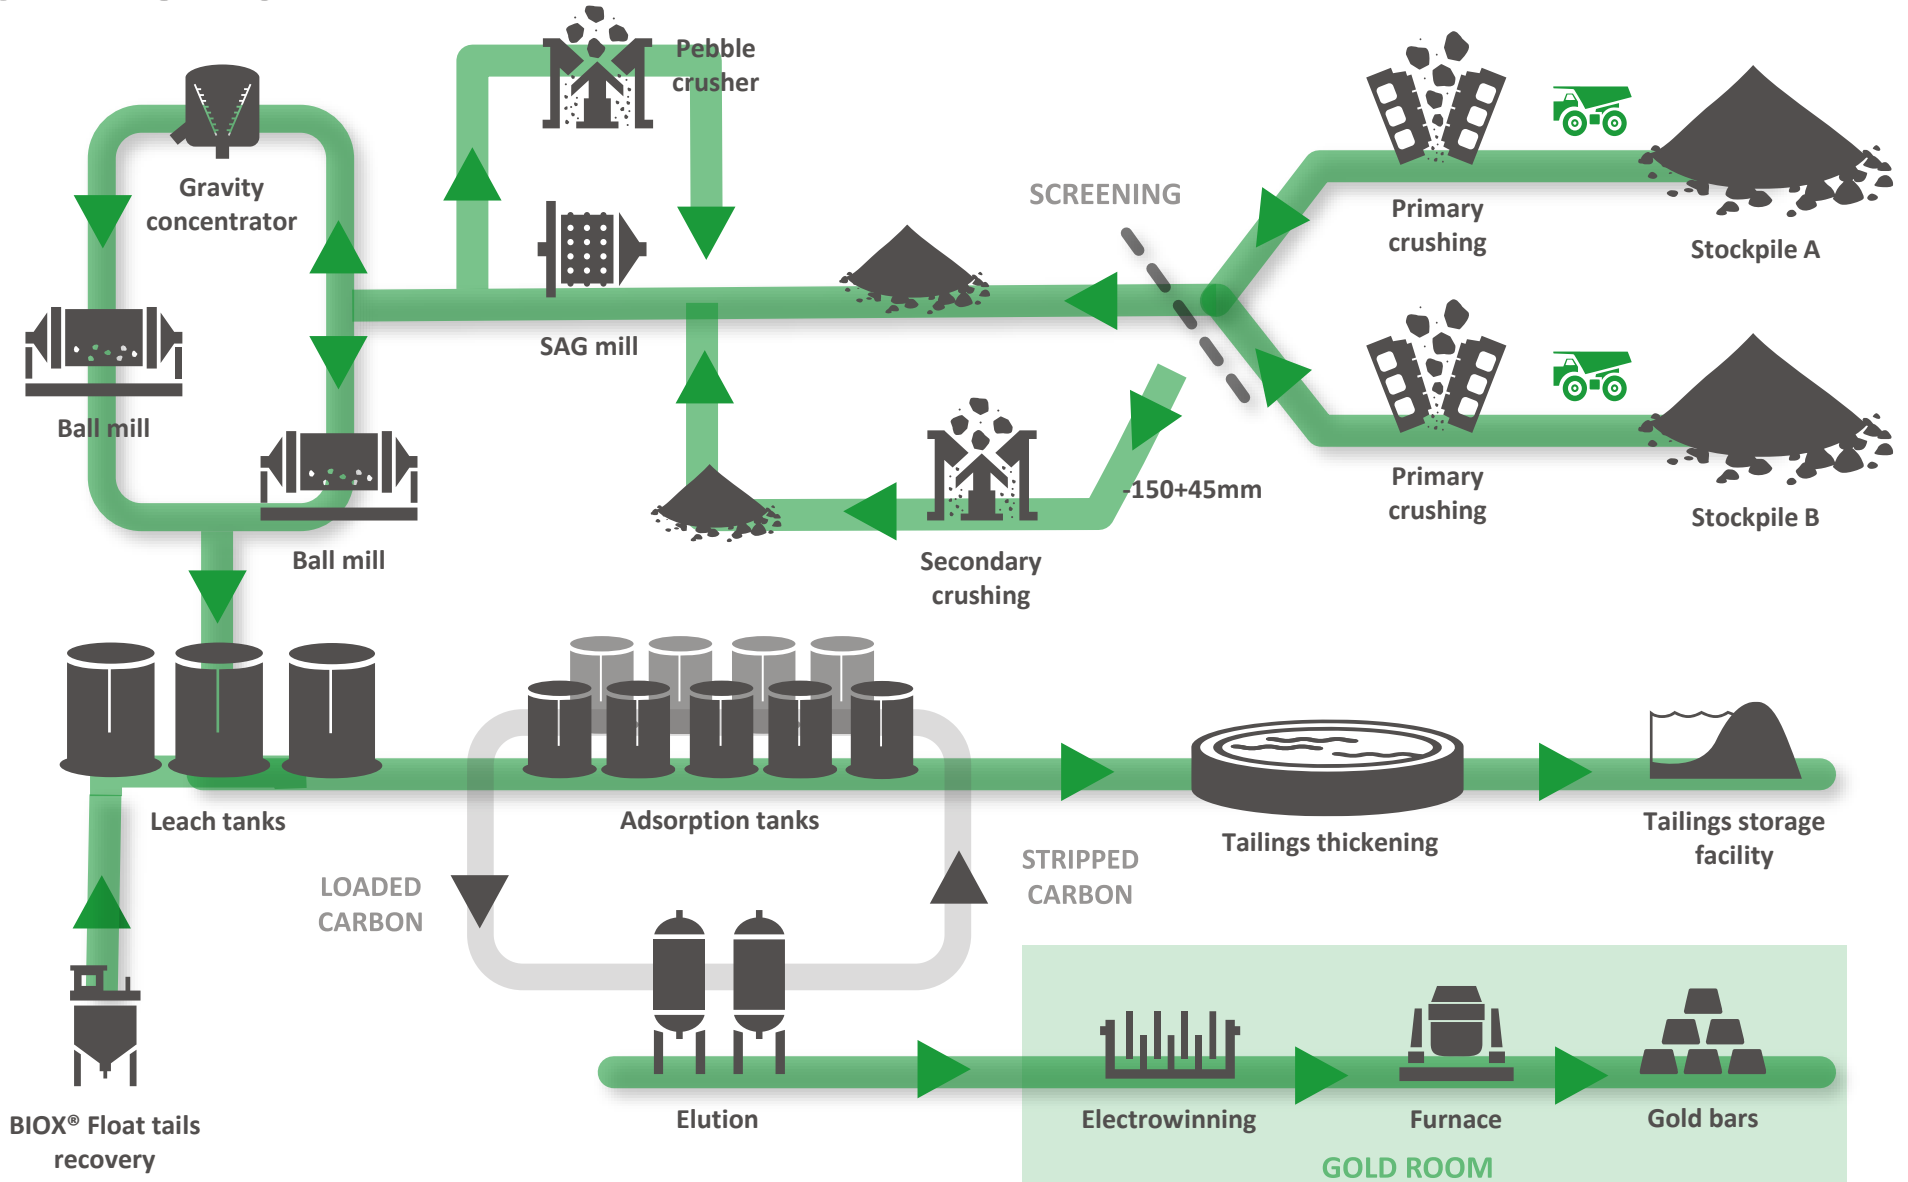 Pebble
crusher
Gravity
concentrator
SCREENING
Primary
crushing
Stockpile A
SAG mill
Ball mill
-150+45mm
Primary
crushing
Stockpile B
Ball mill
Secondary
crushing
Leach tanks
Adsorption tanks
Tailings thickening
Tailings storage
facility
LOADED
CARBON
STRIPPED
CARBON
BIOX® Float tails
recovery
Elution
Electrowinning
Furnace
Gold bars
GOLD ROOM